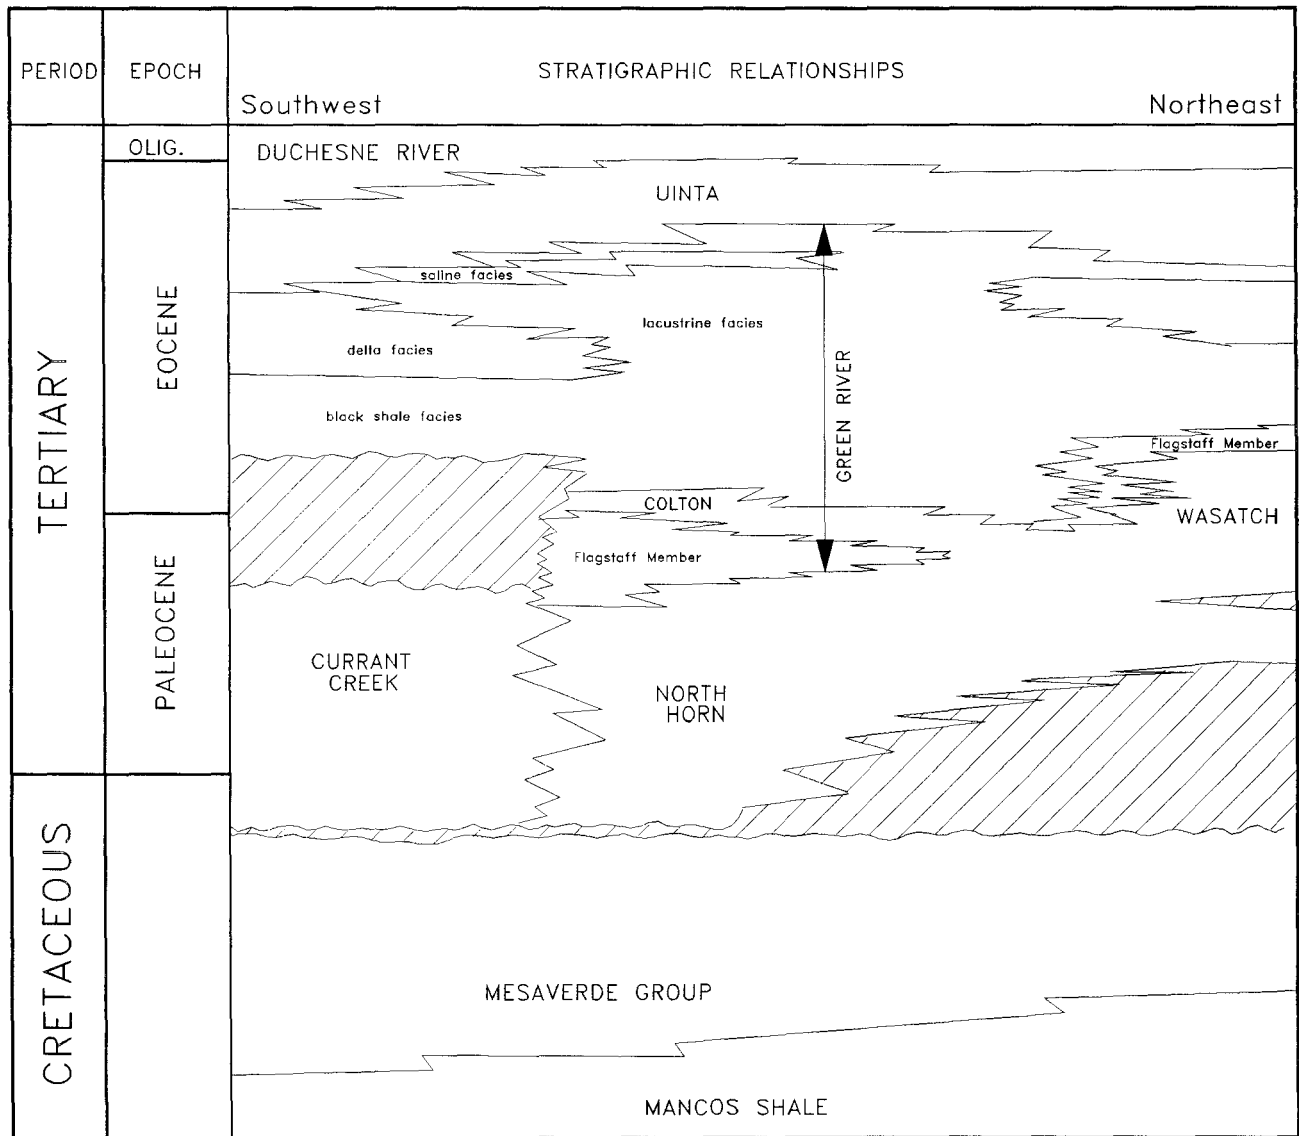 PERIOD
EPOCH
STRATIGRAPHIC RELATIONSHIPS
Southwest
Northeast
OLIG.
DUCHESNE RIVER
UINTA
saline facies
lacustrine facies
delta facies
black shale facies
GREEN RIVER
EOCENE
TERTIARY
Flagstaff Member
COLTON
WASATCH
Flagstaff Member
PALEOCENE
CURRANT
CREEK
NORTH
HORN
CRETACEOUS
MESAVERDE GROUP
MANCOS SHALE